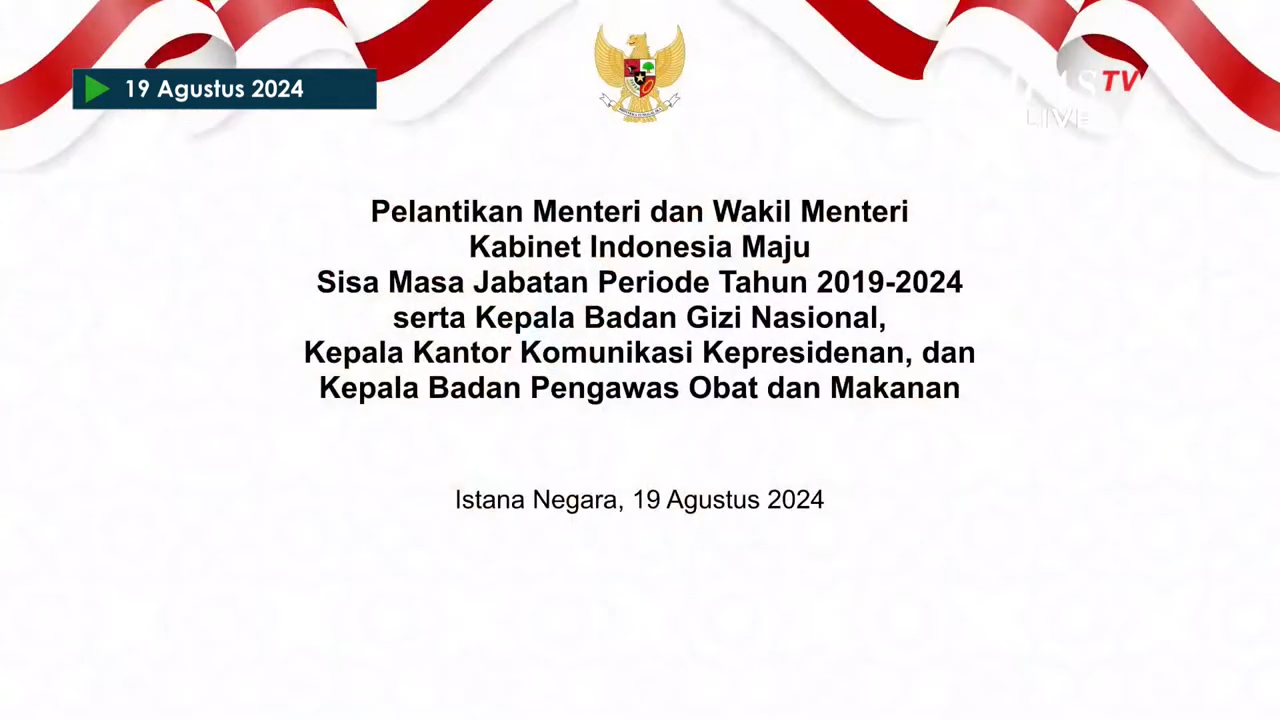 19 Agustus 2024
TV
LIVE
Pelantikan Menteri dan Wakil Menteri
Kabinet Indonesia Maju
Sisa Masa Jabatan Periode Tahun 2019-2024
serta Kepala Badan Gizi Nasional,
Kepala Kantor Komunikasi Kepresidenan, dan
Kepala Badan Pengawas Obat dan Makanan
Istana Negara, 19 Agustus 2024